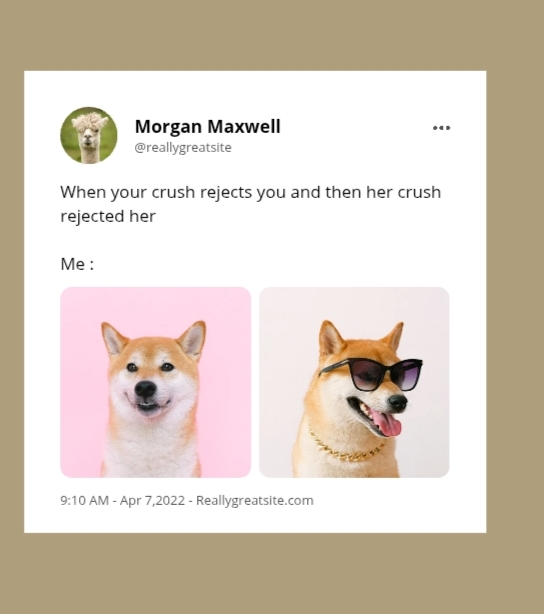 Morgan Maxwell
@reallygreatsite
When your crush rejects you and then her crush
rejected her
Me :
9:10 AM - Apr 7,2022 - Reallygreatsite.com